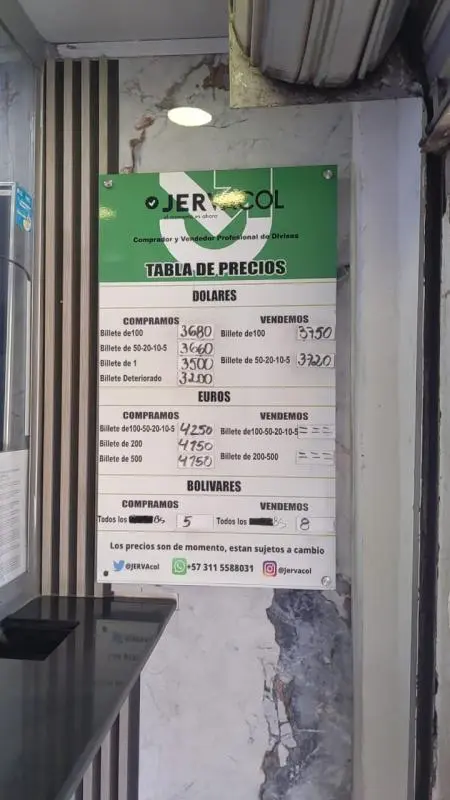 JERVACOL
el momento es ahora
Comprador y Vendedor Profesional de Divisas
TABLA DE PRECIOS
DOLARES
COMPRAMOS VENDEMOS
Billete de100 3680 Billete de100 3750
Billete de 50-20-10-5 3660
Billete de 1 3500 Billete de 50-20-10-5 3720
Billete Deteriorado 3200
EUROS
COMPRAMOS VENDEMOS
Billete de100-50-20-10-5 4250 Billete de100-50-20-10-5 ===
Billete de 200 4150
Billete de 500 4150 Billete de 200-500 ===
BOLIVARES
COMPRAMOS VENDEMOS
Todos los Bs 5 Todos los Bs 8
Los precios son de momento, estan sujetos a cambio
@JERVAcol +57 311 5588031 @jervacol